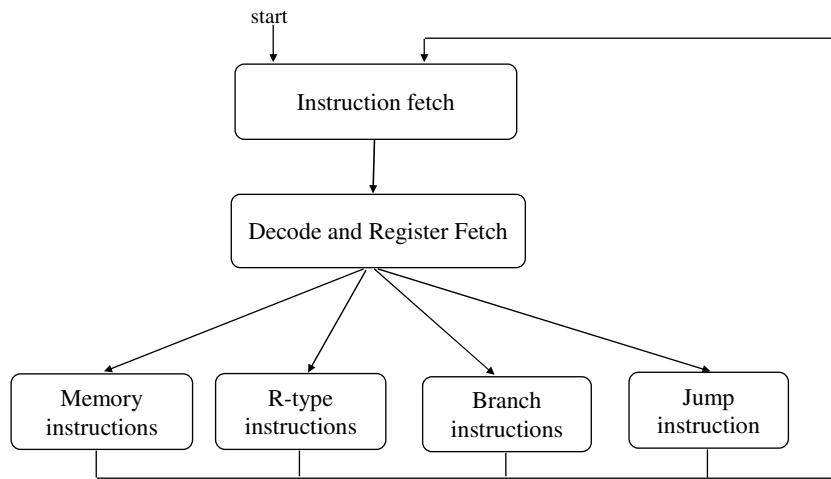 start
Instruction fetch
Decode and Register Fetch
Memory
instructions
R-type
instructions
Branch
instructions
Jump
instruction